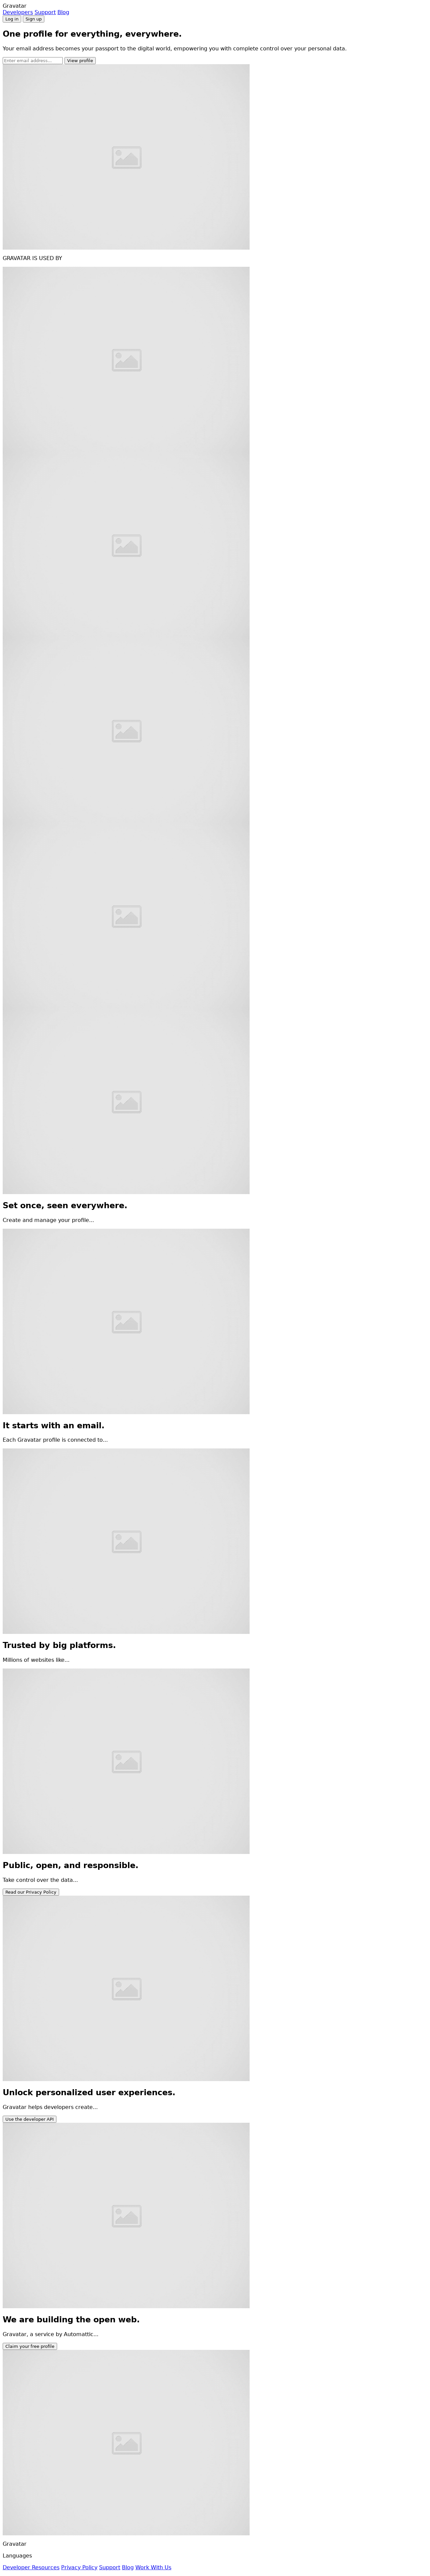 Gravatar
Developers Support Blog
Log in Sign up
One profile for everything, everywhere.
Your email address becomes your passport to the digital world, empowering you with complete control over your personal data.
Enter email address... View profile
GRAVATAR IS USED BY
Set once, seen everywhere.
Create and manage your profile...
It starts with an email.
Each Gravatar profile is connected to...
Trusted by big platforms.
Millions of websites like...
Public, open, and responsible.
Take control over the data...
Read our Privacy Policy
Unlock personalized user experiences.
Gravatar helps developers create...
Use the developer API
We are building the open web.
Gravatar, a service by Automattic...
Claim your free profile
Gravatar
Languages
Developer Resources Privacy Policy Support Blog Work With Us